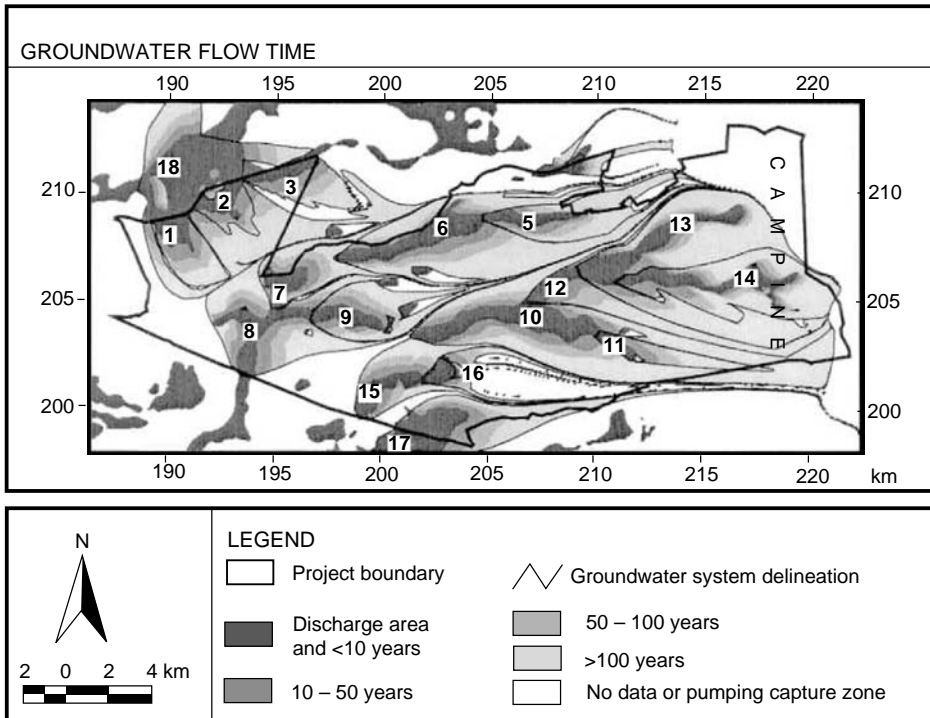 GROUNDWATER FLOW TIME
190 195 200 205 210 215 220
210 210
205 205
200 200
18
3
2
1
6
5
13
7
12
14
8
9
10
11
15
16
17
CAMPINE
190 195 200 205 210 215 220 km
N
2 0 2 4 km
LEGEND
Project boundary
Groundwater system delineation
Discharge area
and <10 years
50 – 100 years
>100 years
10 – 50 years
No data or pumping capture zone